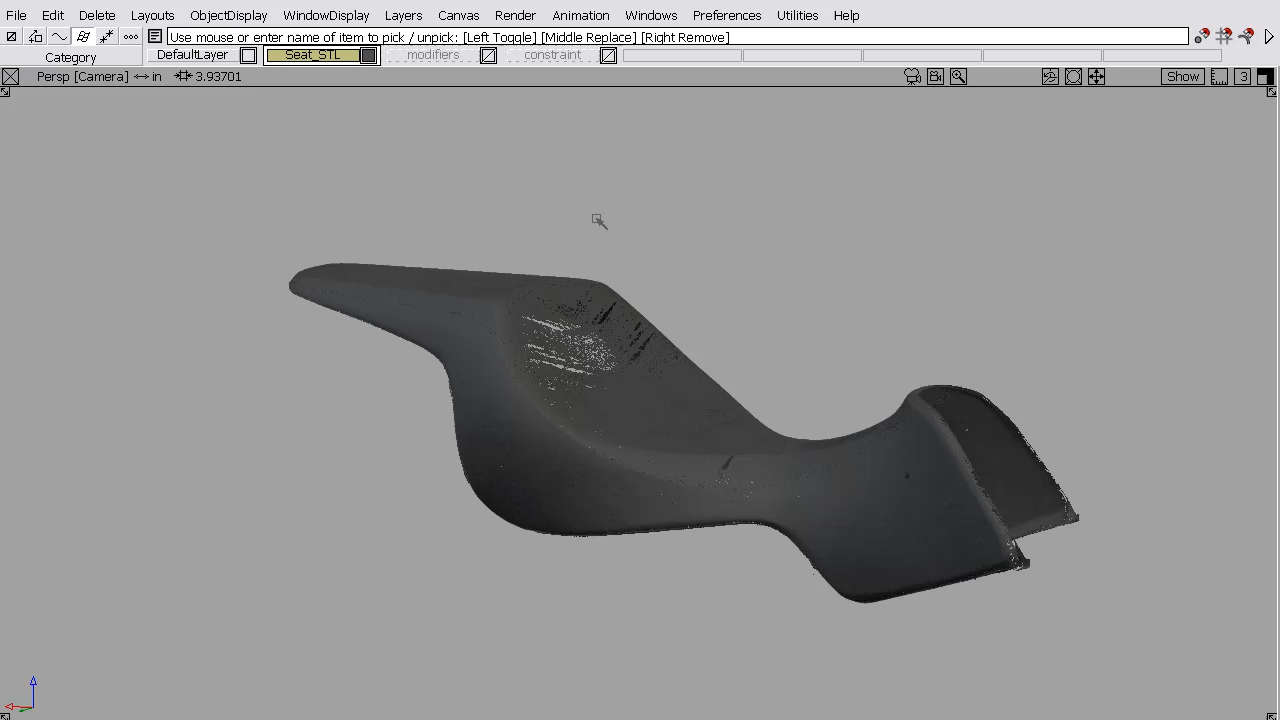 File Edit Delete Layouts ObjectDisplay WindowDisplay Layers Canvas Render Animation Windows Preferences Utilities Help
Use mouse or enter name of item to pick / unpick: [Left Toggle] [Middle Replace] [Right Remove]
Category DefaultLayer Seat_STL modifiers constraint
Persp [Camera] in 3.93701 Show 3